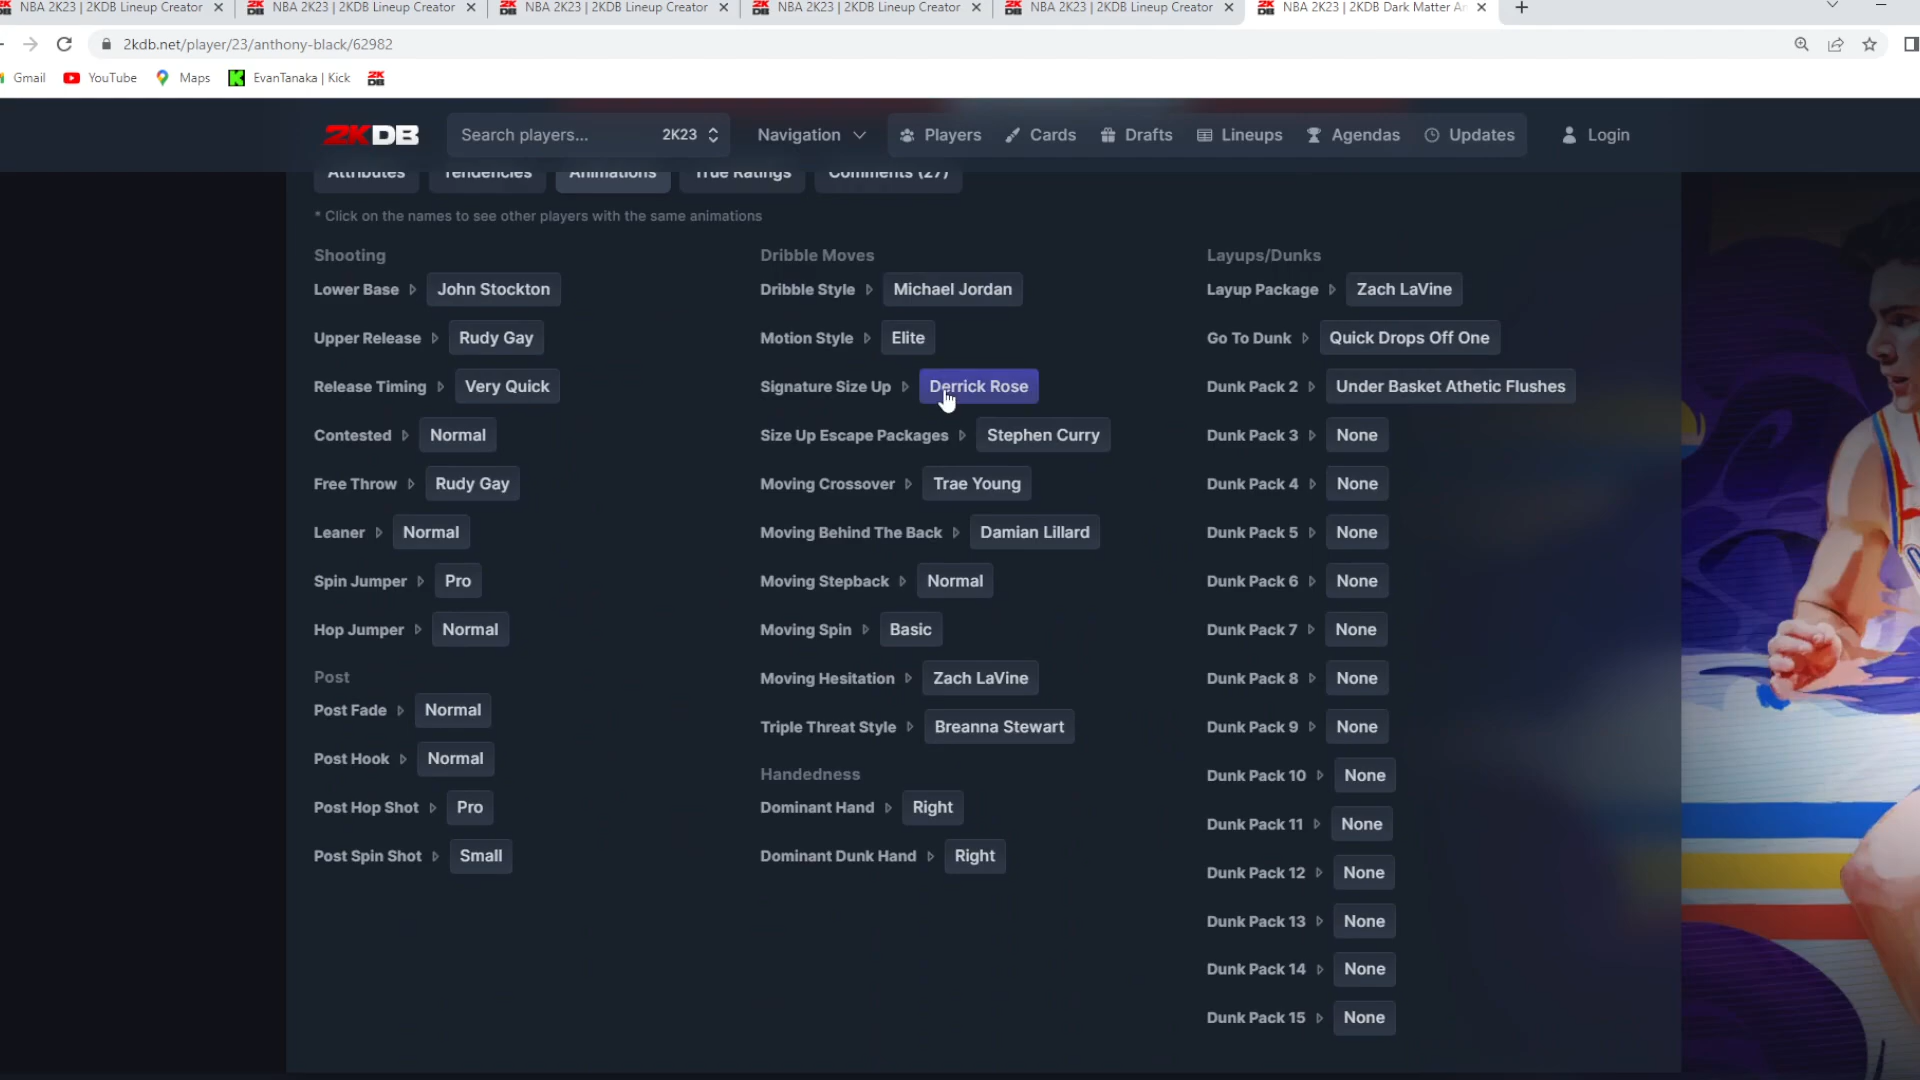 NBA 2K23 | 2KDB Lineup Creator
NBA 2K23 | 2KDB Lineup Creator
NBA 2K23 | 2KDB Lineup Creator
NBA 2K23 | 2KDB Lineup Creator
NBA 2K23 | 2KDB Lineup Creator
NBA 2K23 | 2KDB Dark Matter An
2kdb.net/player/23/anthony-black/62982
Gmail YouTube Maps EvanTanaka | Kick 2K DB
2KDB Search players... 2K23 Navigation Players Cards Drafts Lineups Agendas Updates Login
Attributes Tendencies Animations True Ratings Comments (27)
* Click on the names to see other players with the same animations
Shooting
Lower Base John Stockton
Upper Release Rudy Gay
Release Timing Very Quick
Contested Normal
Free Throw Rudy Gay
Leaner Normal
Spin Jumper Pro
Hop Jumper Normal
Post
Post Fade Normal
Post Hook Normal
Post Hop Shot Pro
Post Spin Shot Small
Dribble Moves
Dribble Style Michael Jordan
Motion Style Elite
Signature Size Up Derrick Rose
Size Up Escape Packages Stephen Curry
Moving Crossover Trae Young
Moving Behind The Back Damian Lillard
Moving Stepback Normal
Moving Spin Basic
Moving Hesitation Zach LaVine
Triple Threat Style Breanna Stewart
Handedness
Dominant Hand Right
Dominant Dunk Hand Right
Layups/Dunks
Layup Package Zach LaVine
Go To Dunk Quick Drops Off One
Dunk Pack 2 Under Basket Athetic Flushes
Dunk Pack 3 None
Dunk Pack 4 None
Dunk Pack 5 None
Dunk Pack 6 None
Dunk Pack 7 None
Dunk Pack 8 None
Dunk Pack 9 None
Dunk Pack 10 None
Dunk Pack 11 None
Dunk Pack 12 None
Dunk Pack 13 None
Dunk Pack 14 None
Dunk Pack 15 None